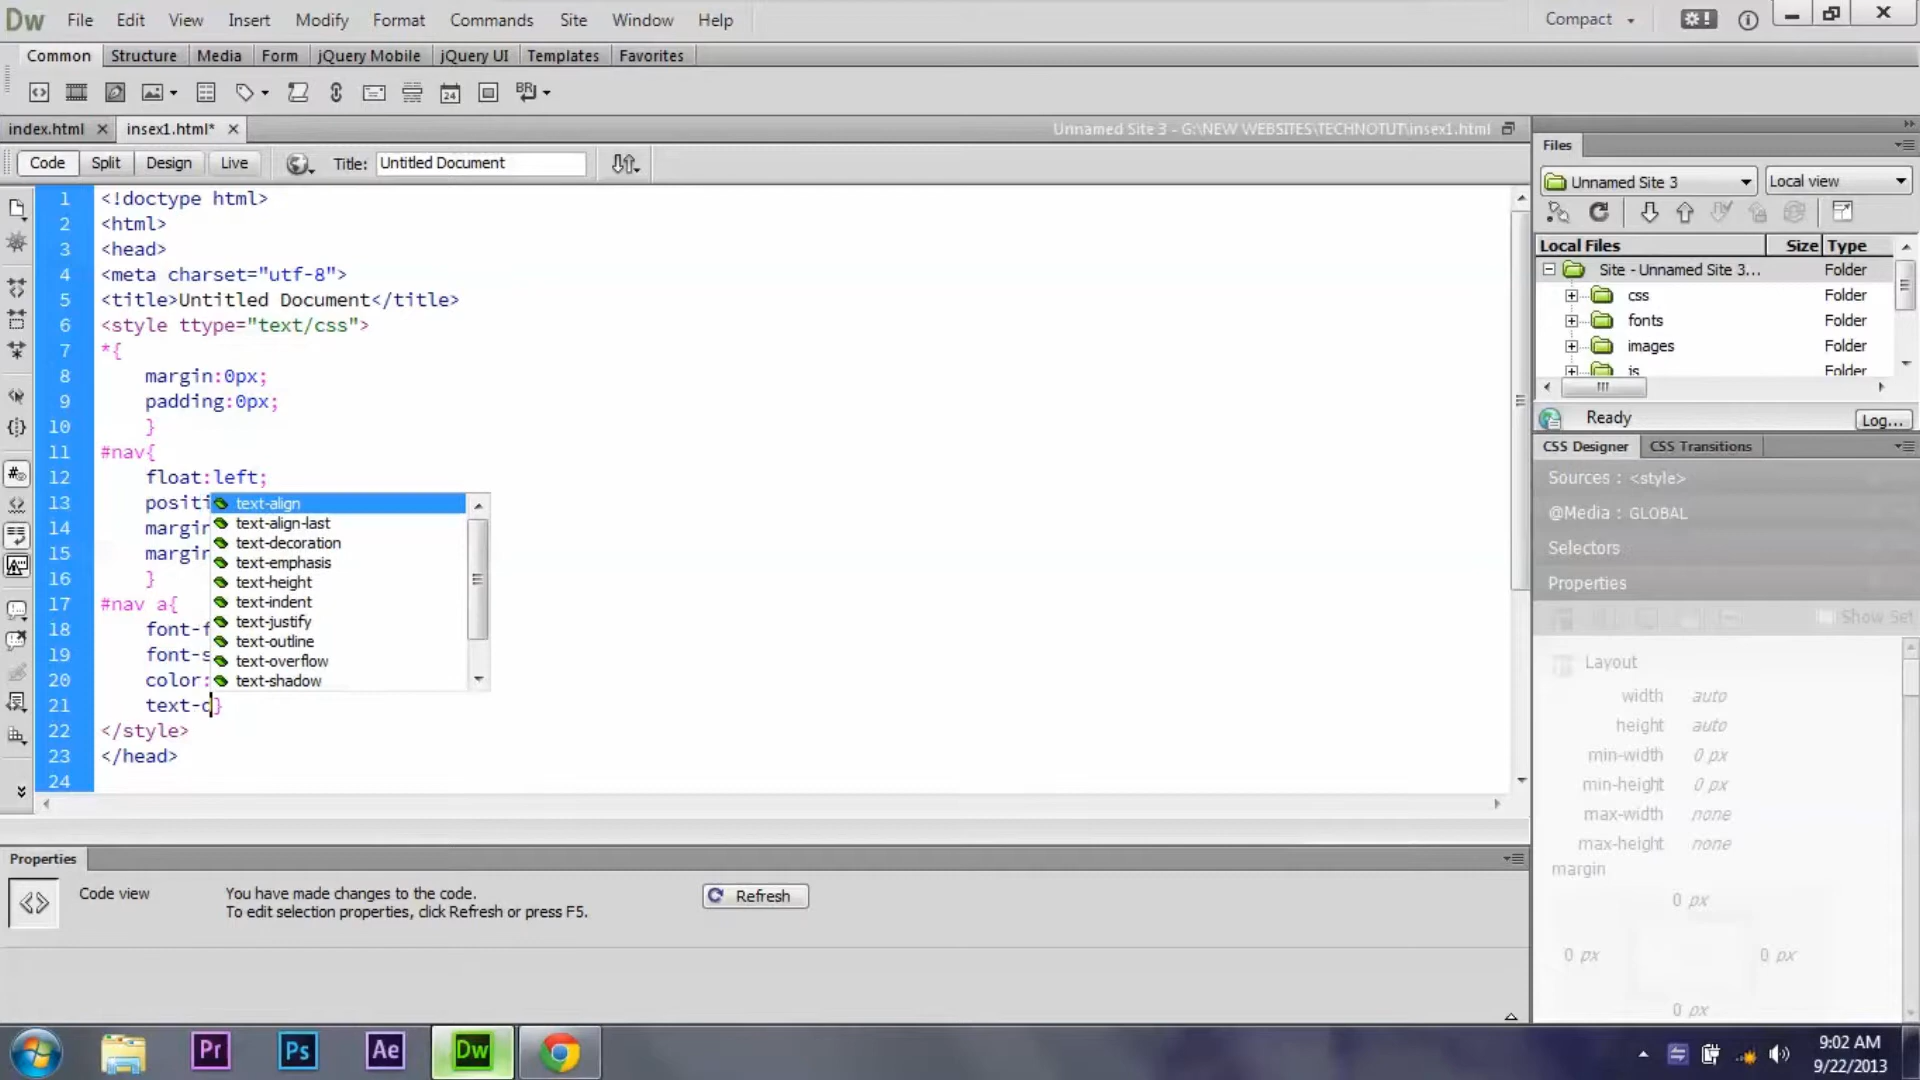 Dw File Edit View Insert Modify Format Commands Site Window Help Compact
Common Structure Media Form jQuery Mobile jQuery UI Templates Favorites
index.html insex1.html* Unnamed Site 3 - G:\NEW WEBSITES\TECHNOTUT\insex1.html
Code Split Design Live Title: Untitled Document
1 <!doctype html>
2 <html>
3 <head>
4 <meta charset="utf-8">
5 <title>Untitled Document</title>
6 <style ttype="text/css">
7 *{
8 margin:0px;
9 padding:0px;
10 }
11 #nav{
12 float:left;
13 positi
14 margin
15 margin
16 }
17 #nav a{
18 font-f
19 font-s
20 color:
21 text-d}
22 </style>
23 </head>
24
text-align
text-align-last
text-decoration
text-emphasis
text-height
text-indent
text-justify
text-outline
text-overflow
text-shadow
Files
Unnamed Site 3 Local view
Local Files Size Type
Site - Unnamed Site 3... Folder
css Folder
fonts Folder
images Folder
js Folder
Ready Log...
CSS Designer CSS Transitions
Sources : <style>
@Media : GLOBAL
Selectors
Properties
Show Set
Layout
width auto
height auto
min-width 0 px
min-height 0 px
max-width none
max-height none
margin
0 px
0 px 0 px
0 px
Properties
Code view You have made changes to the code.
To edit selection properties, click Refresh or press F5.
Refresh
Pr Ps Ae Dw
9:02 AM
9/22/2013